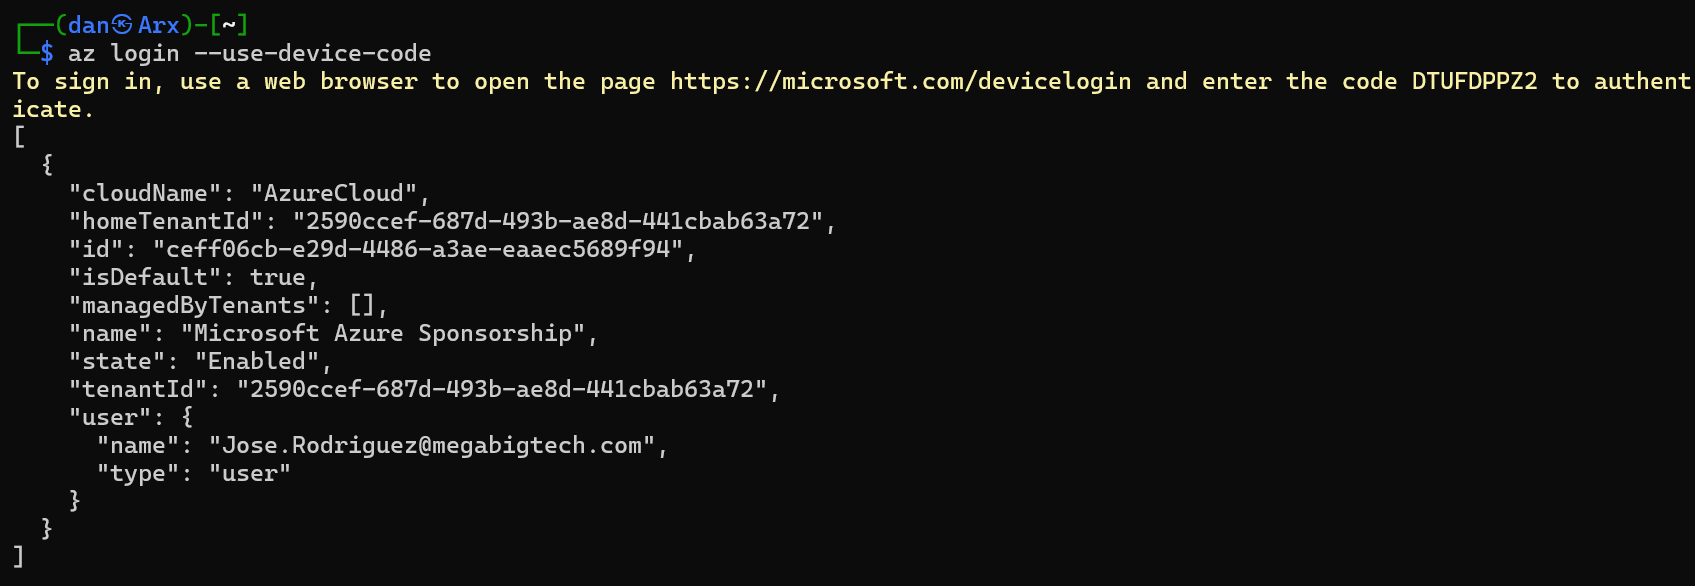 ┌──(dan㉿Arx)-[~]
└─$ az login --use-device-code
To sign in, use a web browser to open the page https://microsoft.com/devicelogin and enter the code DTUFDPPZ2 to authent
icate.
[
  {
    "cloudName": "AzureCloud",
    "homeTenantId": "2590ccef-687d-493b-ae8d-441cbab63a72",
    "id": "ceff06cb-e29d-4486-a3ae-eaaec5689f94",
    "isDefault": true,
    "managedByTenants": [],
    "name": "Microsoft Azure Sponsorship",
    "state": "Enabled",
    "tenantId": "2590ccef-687d-493b-ae8d-441cbab63a72",
    "user": {
      "name": "Jose.Rodriguez@megabigtech.com",
      "type": "user"
    }
  }
]